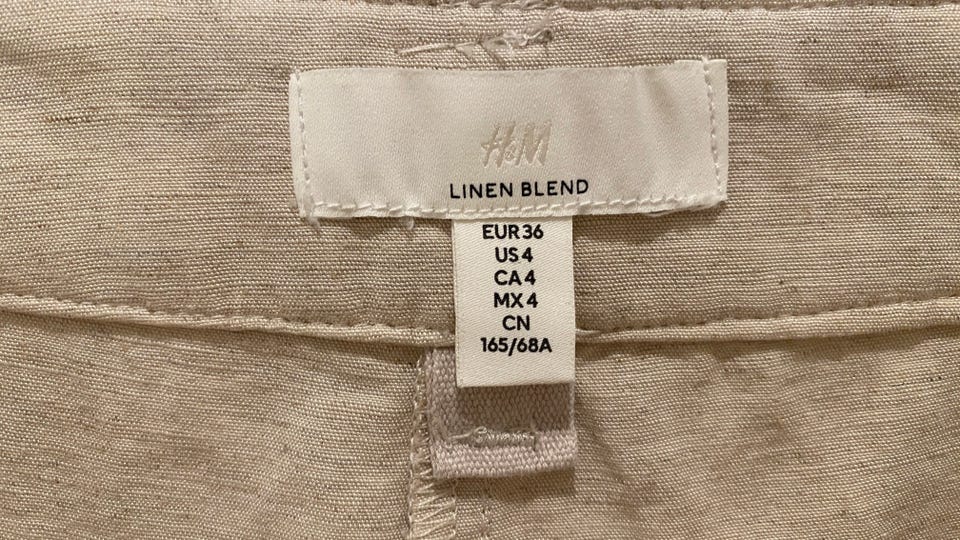 H&M
LINEN BLEND
EUR 36
US 4
CA 4
MX 4
CN
165/68A